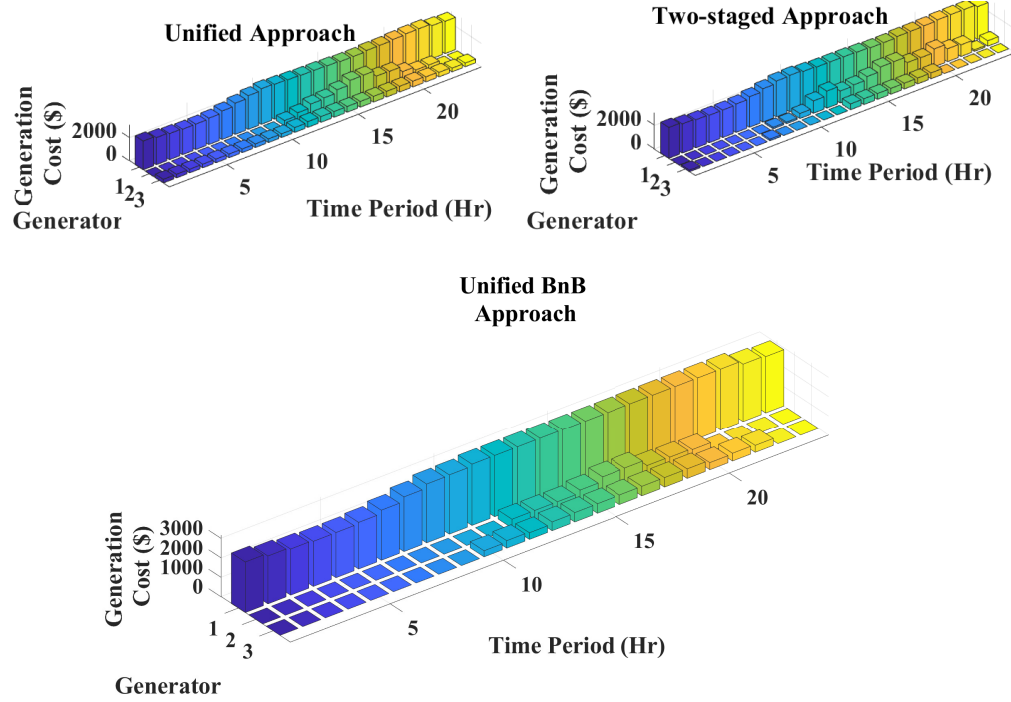 Unified Approach
Generation
Cost ($)
2000
0
1
2
3
Generator
5
10
15
20
Time Period (Hr)
Two-staged Approach
Generation
Cost ($)
2000
0
1
2
3
Generator
5
10
15
20
Time Period (Hr)
Unified BnB
Approach
Generation
Cost ($)
3000
2000
1000
0
1
2
3
Generator
5
10
15
20
Time Period (Hr)